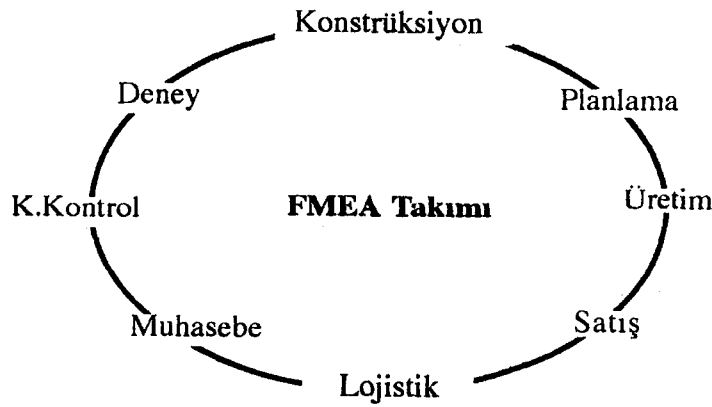 Konstrüksiyon
Deney
Planlama
K.Kontrol
FMEA Takımı
Üretim
Muhasebe
Satış
Lojistik